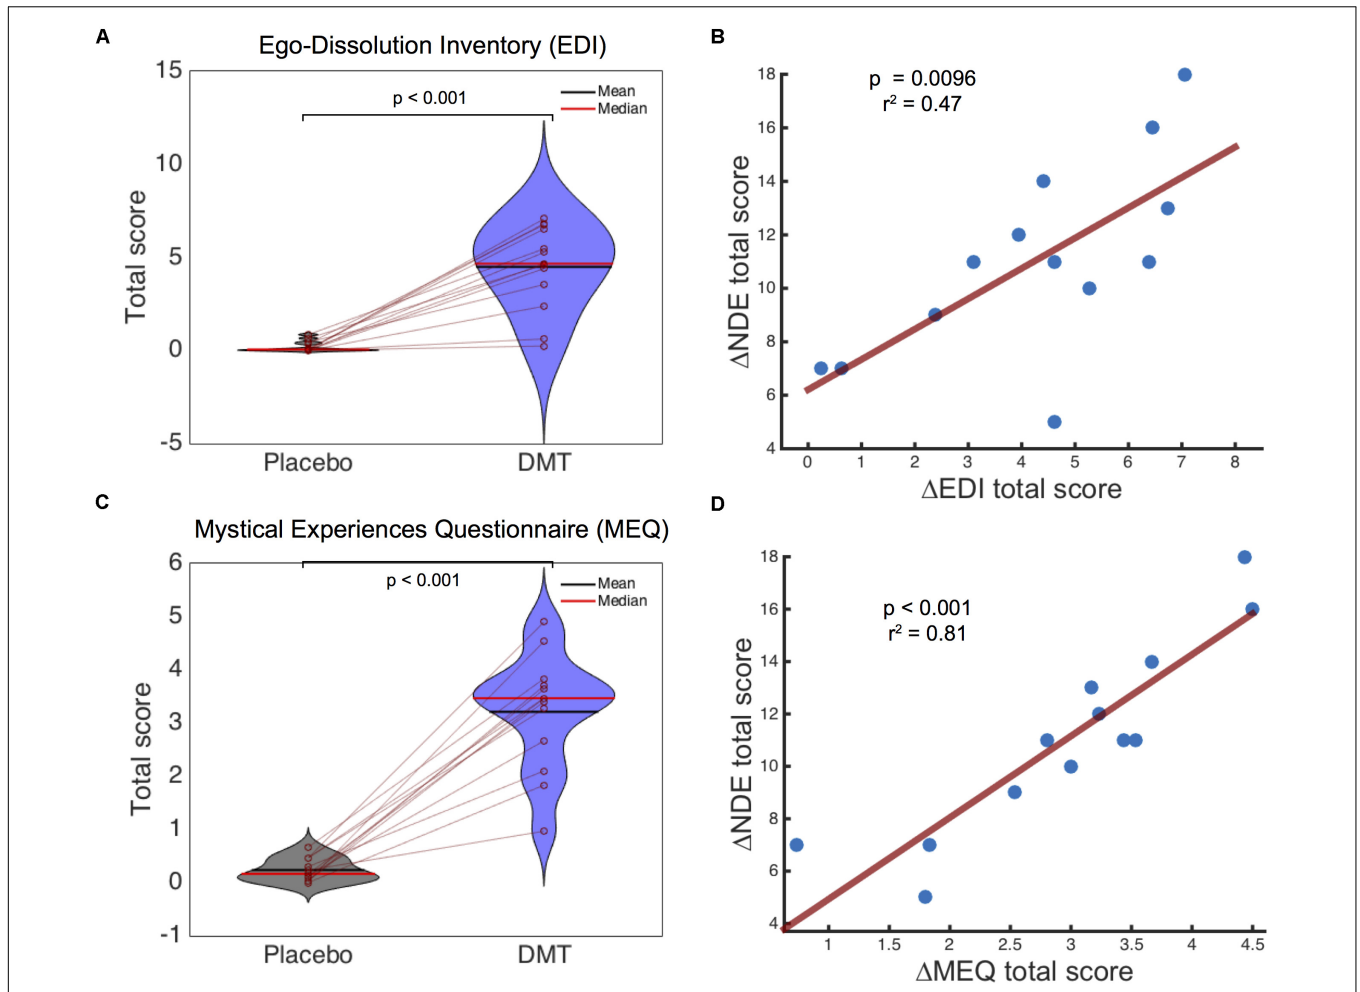 A
Ego-Dissolution Inventory (EDI)
15
10
5
0
-5
Total score
p < 0.001
Mean
Median
Placebo
DMT
B
p = 0.0096
r² = 0.47
18
16
14
12
10
8
6
4
ΔNDE total score
0 1 2 3 4 5 6 7 8
ΔEDI total score
C
Mystical Experiences Questionnaire (MEQ)
6
5
4
3
2
1
0
-1
Total score
p < 0.001
Mean
Median
Placebo
DMT
D
p < 0.001
r² = 0.81
18
16
14
12
10
8
6
4
ΔNDE total score
1 1.5 2 2.5 3 3.5 4 4.5
ΔMEQ total score